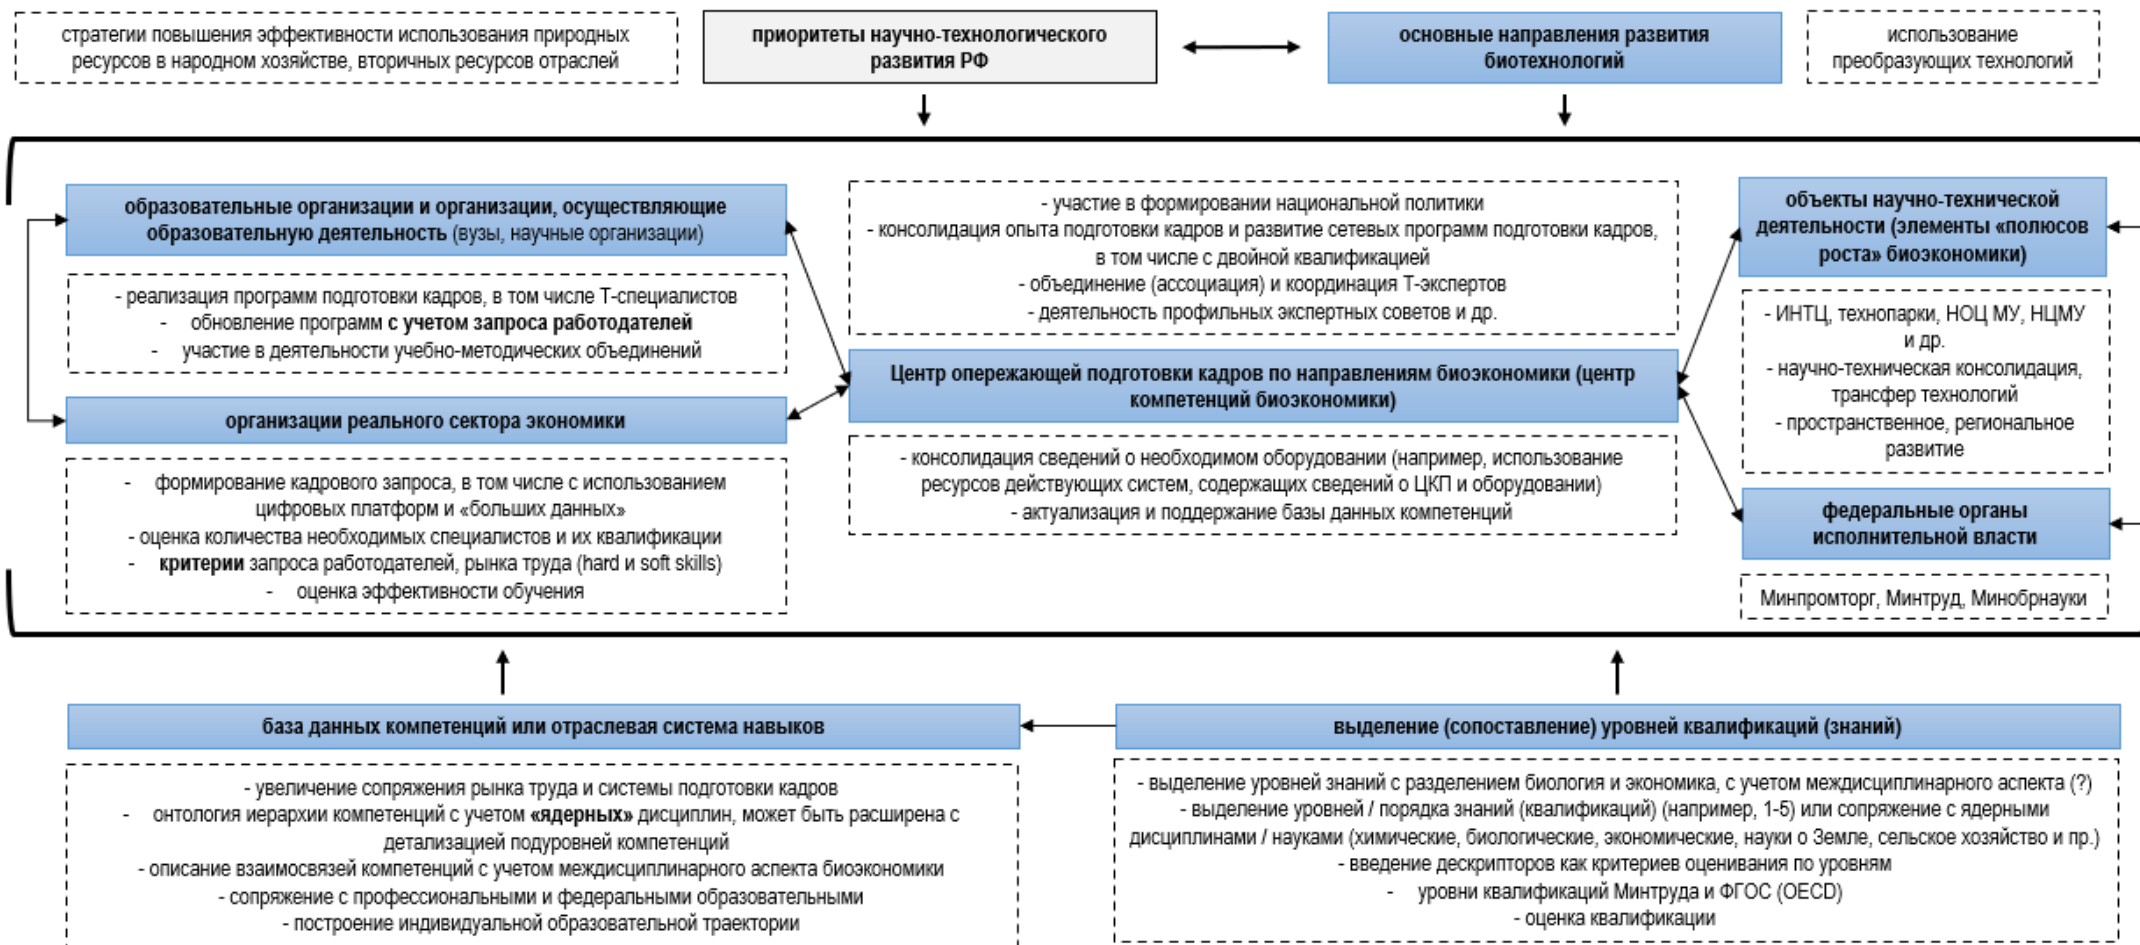 стратегии повышения эффективности использования природных
ресурсов в народном хозяйстве, вторичных ресурсов отраслей
приоритеты научно-технологического
развития РФ
основные направления развития
биотехнологий
использование
преобразующих технологий
образовательные организации и организации, осуществляющие
образовательную деятельность (вузы, научные организации)
- реализация программ подготовки кадров, в том числе Т-специалистов
- обновление программ с учетом запроса работодателей
- участие в деятельности учебно-методических объединений
организации реального сектора экономики
- формирование кадрового запроса, в том числе с использованием
цифровых платформ и «больших данных»
- оценка количества необходимых специалистов и их квалификации
- критерии запроса работодателей, рынка труда (hard и soft skills)
- оценка эффективности обучения
- участие в формировании национальной политики
- консолидация опыта подготовки кадров и развитие сетевых программ подготовки кадров,
в том числе с двойной квалификацией
- объединение (ассоциация) и координация Т-экспертов
- деятельность профильных экспертных советов и др.
Центр опережающей подготовки кадров по направлениям биоэкономики (центр
компетенций биоэкономики)
- консолидация сведений о необходимом оборудовании (например, использование
ресурсов действующих систем, содержащих сведений о ЦКП и оборудовании)
- актуализация и поддержание базы данных компетенций
объекты научно-технической
деятельности (элементы «полюсов
роста» биоэкономики)
- ИНТЦ, технопарки, НОЦ МУ, НЦМУ
и др.
- научно-техническая консолидация,
трансфер технологий
- пространственное, региональное
развитие
федеральные органы
исполнительной власти
Минпромторг, Минтруд, Минобрнауки
база данных компетенций или отраслевая система навыков
- увеличение сопряжения рынка труда и системы подготовки кадров
- онтология иерархии компетенций с учетом «ядерных» дисциплин, может быть расширена с
детализацией подуровней компетенций
- описание взаимосвязей компетенций с учетом междисциплинарного аспекта биоэкономики
- сопряжение с профессиональными и федеральными образовательными
- построение индивидуальной образовательной траектории
выделение (сопоставление) уровней квалификаций (знаний)
- выделение уровней знаний с разделением биология и экономика, с учетом междисциплинарного аспекта (?)
- выделение уровней / порядка знаний (квалификаций) (например, 1-5) или сопряжение с ядерными
дисциплинами / науками (химические, биологические, экономические, науки о Земле, сельское хозяйство и пр.)
- введение дескрипторов как критериев оценивания по уровням
- уровни квалификаций Минтруда и ФГОС (OECD)
- оценка квалификации